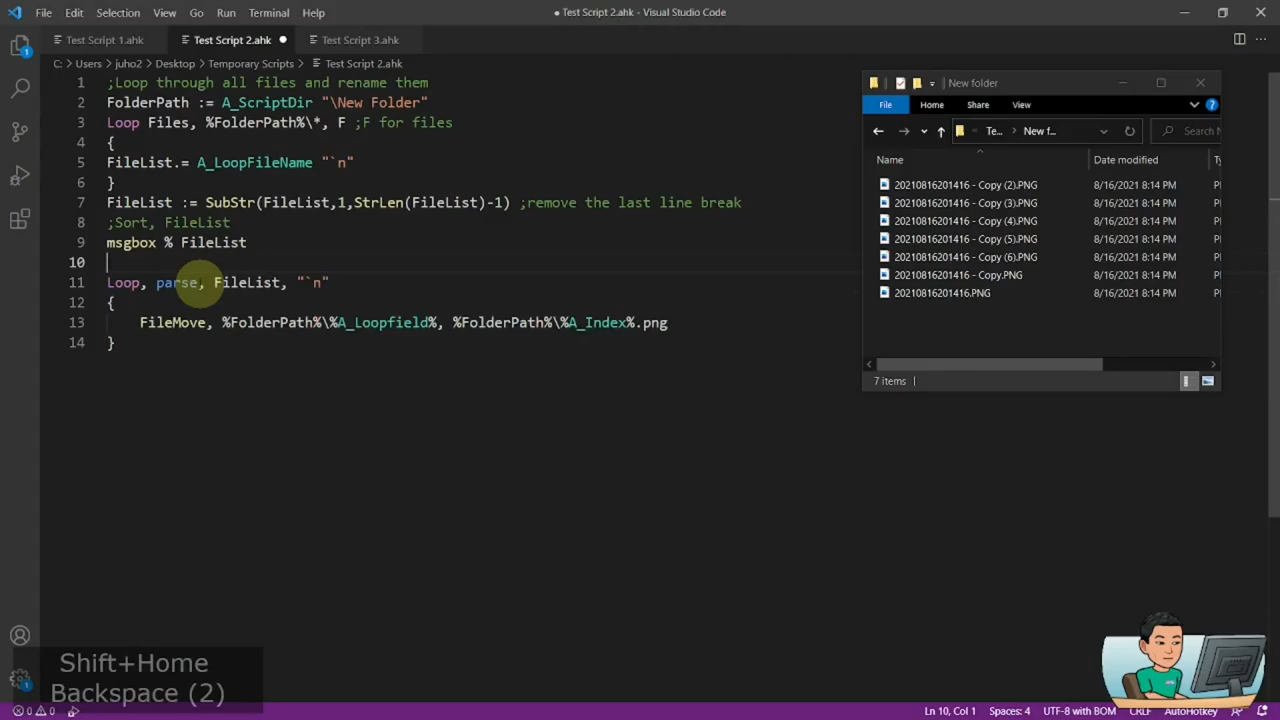 File Edit Selection View Go Run Terminal Help
● Test Script 2.ahk - Visual Studio Code
Test Script 1.ahk
Test Script 2.ahk ●
Test Script 3.ahk
C: > Users > juho2 > Desktop > Temporary Scripts > Test Script 2.ahk
1 ;Loop through all files and rename them
2 FolderPath := A_ScriptDir "\New Folder"
3 Loop Files, %FolderPath%\*, F ;F for files
4 {
5 FileList.= A_LoopFileName "`n"
6 }
7 FileList := SubStr(FileList,1,StrLen(FileList)-1) ;remove the last line break
8 ;Sort, FileList
9 msgbox % FileList
10
11 Loop, parse, FileList, "`n"
12 {
13 FileMove, %FolderPath%\%A_Loopfield%, %FolderPath%\%A_Index%.png
14 }
New folder
File Home Share View
Te... > New f...
Search N
Name Date modified Ty
20210816201416 - Copy (2).PNG 8/16/2021 8:14 PM P
20210816201416 - Copy (3).PNG 8/16/2021 8:14 PM P
20210816201416 - Copy (4).PNG 8/16/2021 8:14 PM P
20210816201416 - Copy (5).PNG 8/16/2021 8:14 PM P
20210816201416 - Copy (6).PNG 8/16/2021 8:14 PM P
20210816201416 - Copy.PNG 8/16/2021 8:14 PM P
20210816201416.PNG 8/16/2021 8:14 PM P
7 items
Shift+Home
Backspace (2)
0 0
Ln 10, Col 1 Spaces: 4 UTF-8 with BOM CRLF AutoHotkey